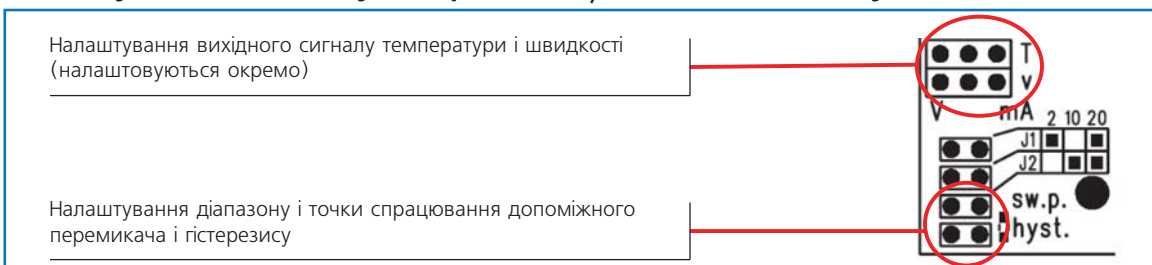 Налаштування вихідного сигналу температури і швидкості
(налаштовуються окремо)
T
v
V mA 2 10 20
J1
J2
Налаштування діапазону і точки спрацювання допоміжного
перемикача і гістерезису
sw.p.
hyst.